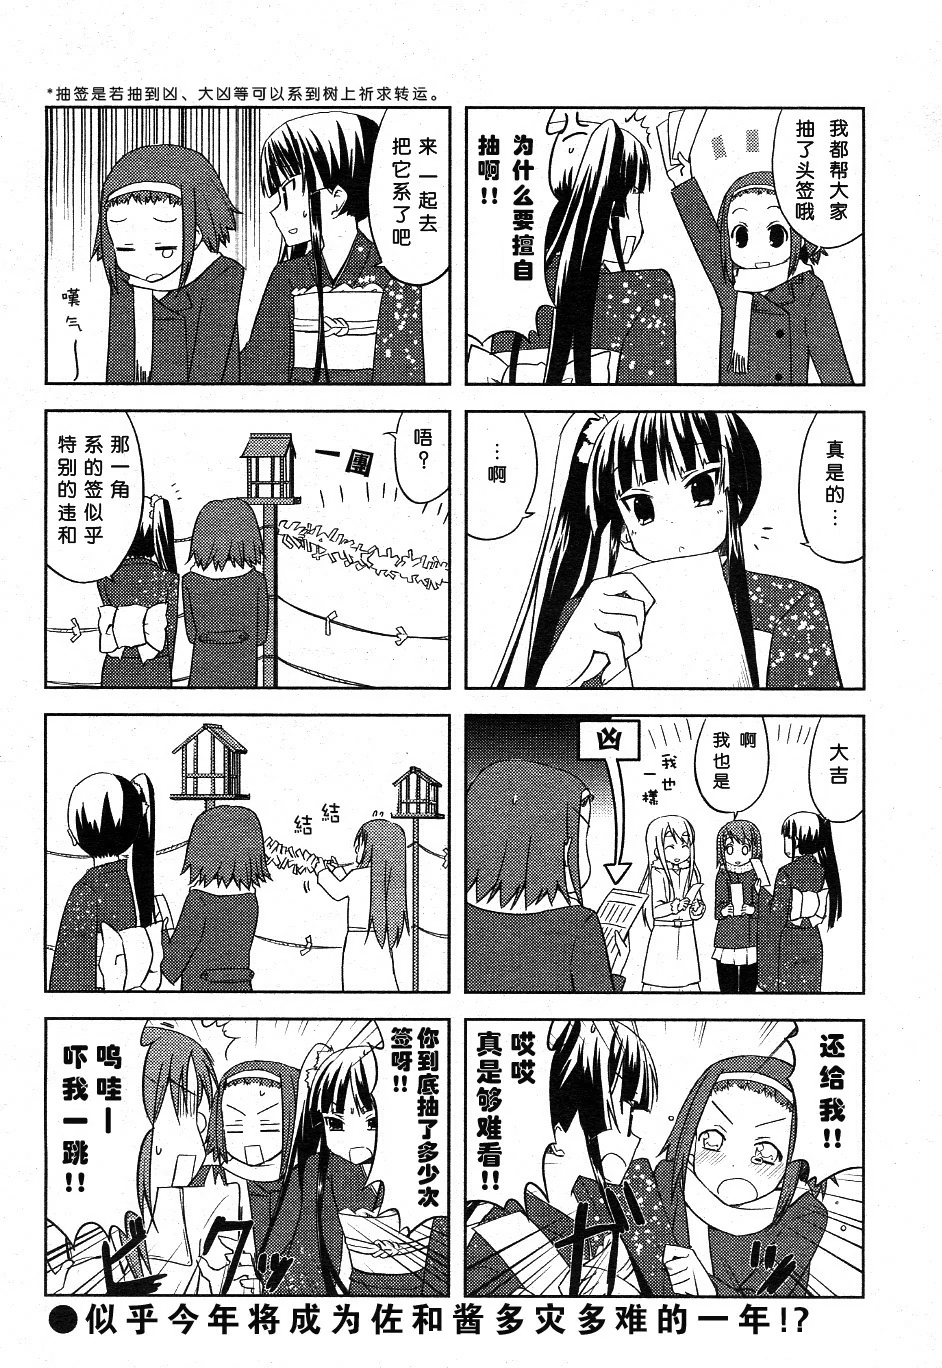 *抽签是若抽到凶、大凶等可以系到树上祈求转运。
我都帮大家
抽了头签哦
为什么要擅自
抽啊!!
真是的…
…啊
大吉
啊
我也是
我也
一樣
凶
还给我!!
哎哎
真是够难看!!
来一起去
把它系了吧
嘆气
唔?
一團
那一角
系的签似乎
特别的违和
結
結
你到底抽了多少次
签呀!!
呜哇—
吓我一跳!!
ビクッ
●似乎今年将成为佐和酱多灾多难的一年!?